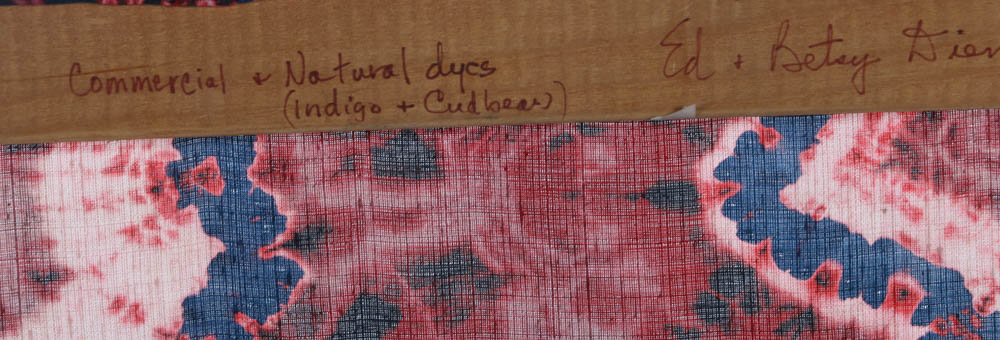 Commercial + Natural dyes
(Indigo + Cudbear)
Ed + Betsy